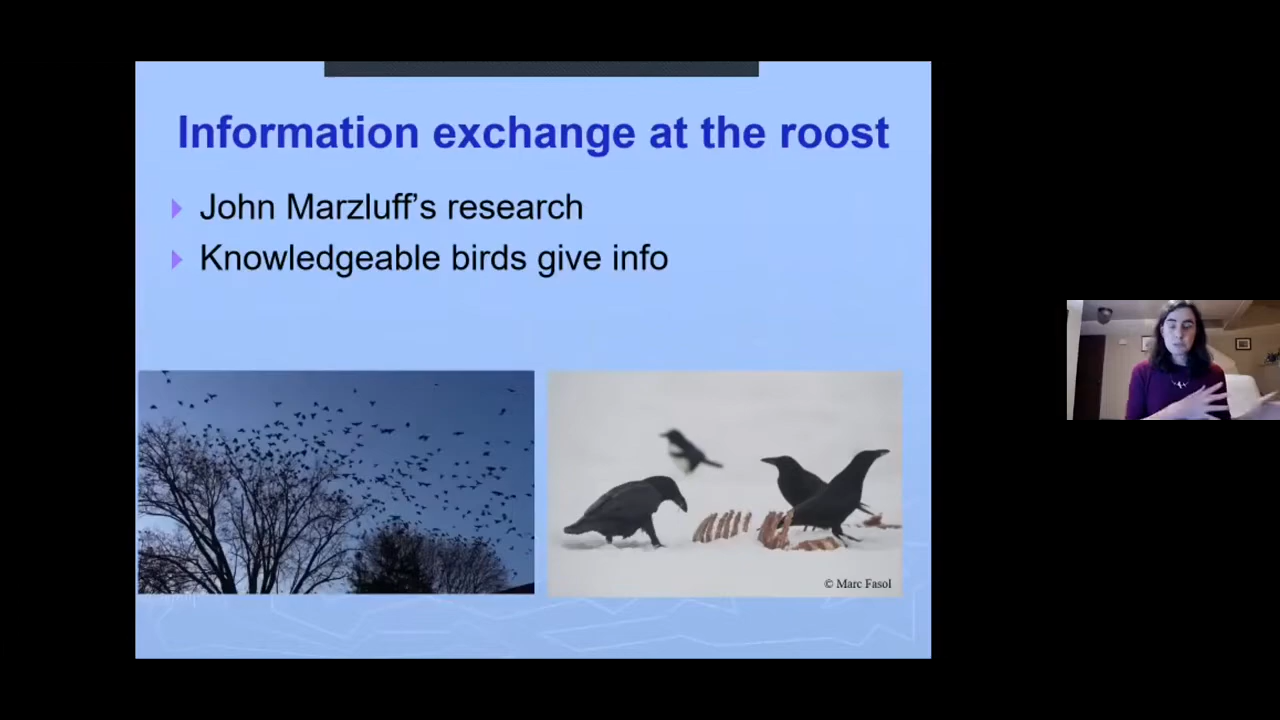 Information exchange at the roost
John Marzluff's research
Knowledgeable birds give info
© Marc Fasol